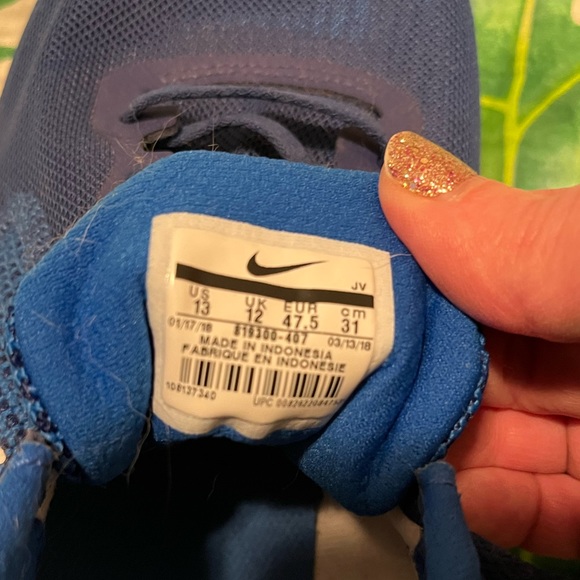 JV
US UK EUR cm
13 12 47.5 31
01/17/18 819300-407 03/13/18
MADE IN INDONESIA
FABRIQUE EN INDONESIE
108137340
UPC